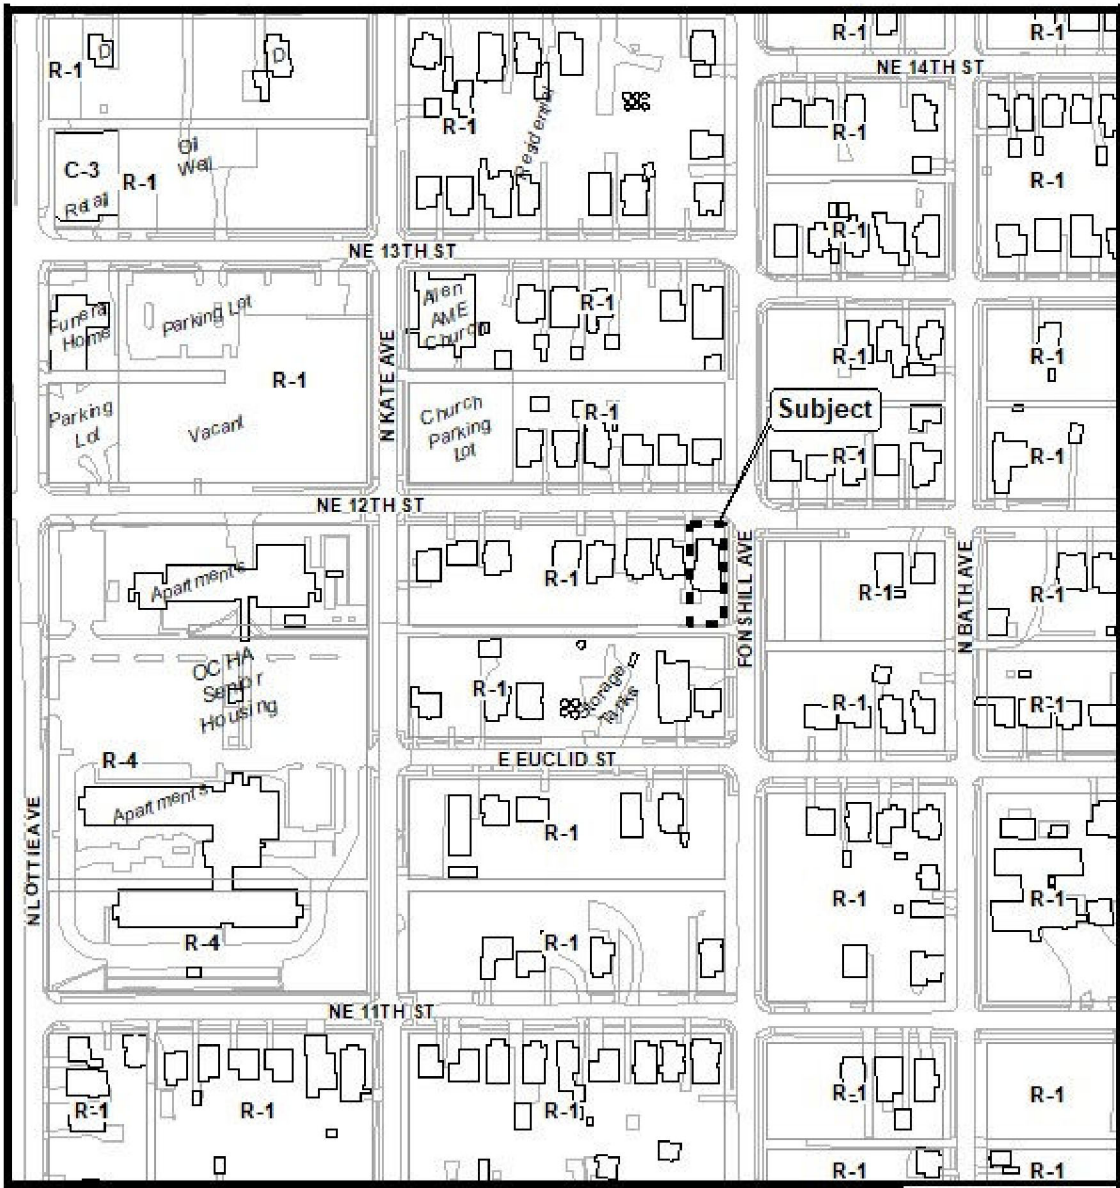 R-1
R-1
D
D
R-1
NE 14TH ST
R-1
Residential
R-1
Oil
Well
C-3
R-1
Retail
R-1
R-1
NE 13TH ST
Funeral
Home
Parking Lot
Allen
AME
Church
R-1
N KATE AVE
R-1
R-1
R-1
Parking
Lot
Vacant
Church
Parking
Lot
R-1
Subject
R-1
R-1
NE 12TH ST
Apartments
R-1
FONSHILL AVE
R-1
N BATH AVE
R-1
OCHA
Senior
Housing
R-1
Storage
Tanks
R-1
R-1
E EUCLID ST
R-4
Apartments
N LOTTIE AVE
R-1
R-1
R-1
R-4
R-1
NE 11TH ST
R-1
R-1
R-1
R-1
R-1
R-1
R-1